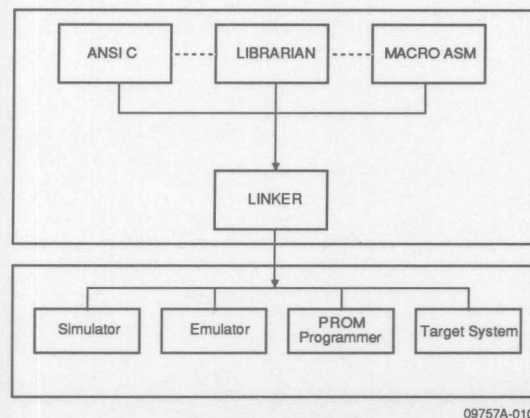 ANSI C
LIBRARIAN
MACRO ASM
LINKER
Simulator
Emulator
PROM
Programmer
Target System